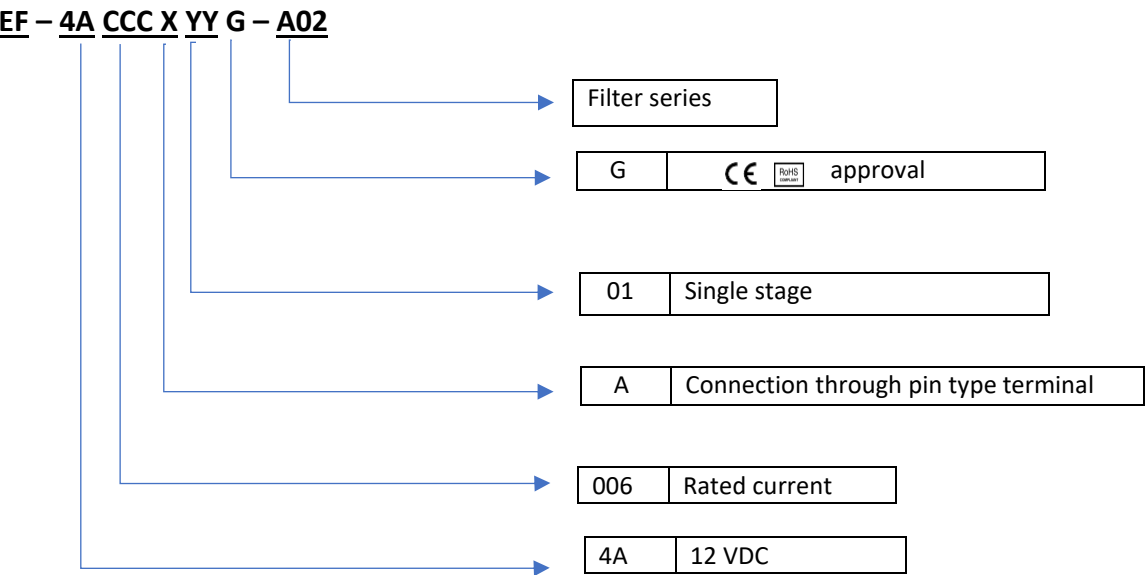 EF – 4A CCC X YY G – A02
Filter series
G CE RoHS COMPLIANT approval
01 Single stage
A Connection through pin type terminal
006 Rated current
4A 12 VDC